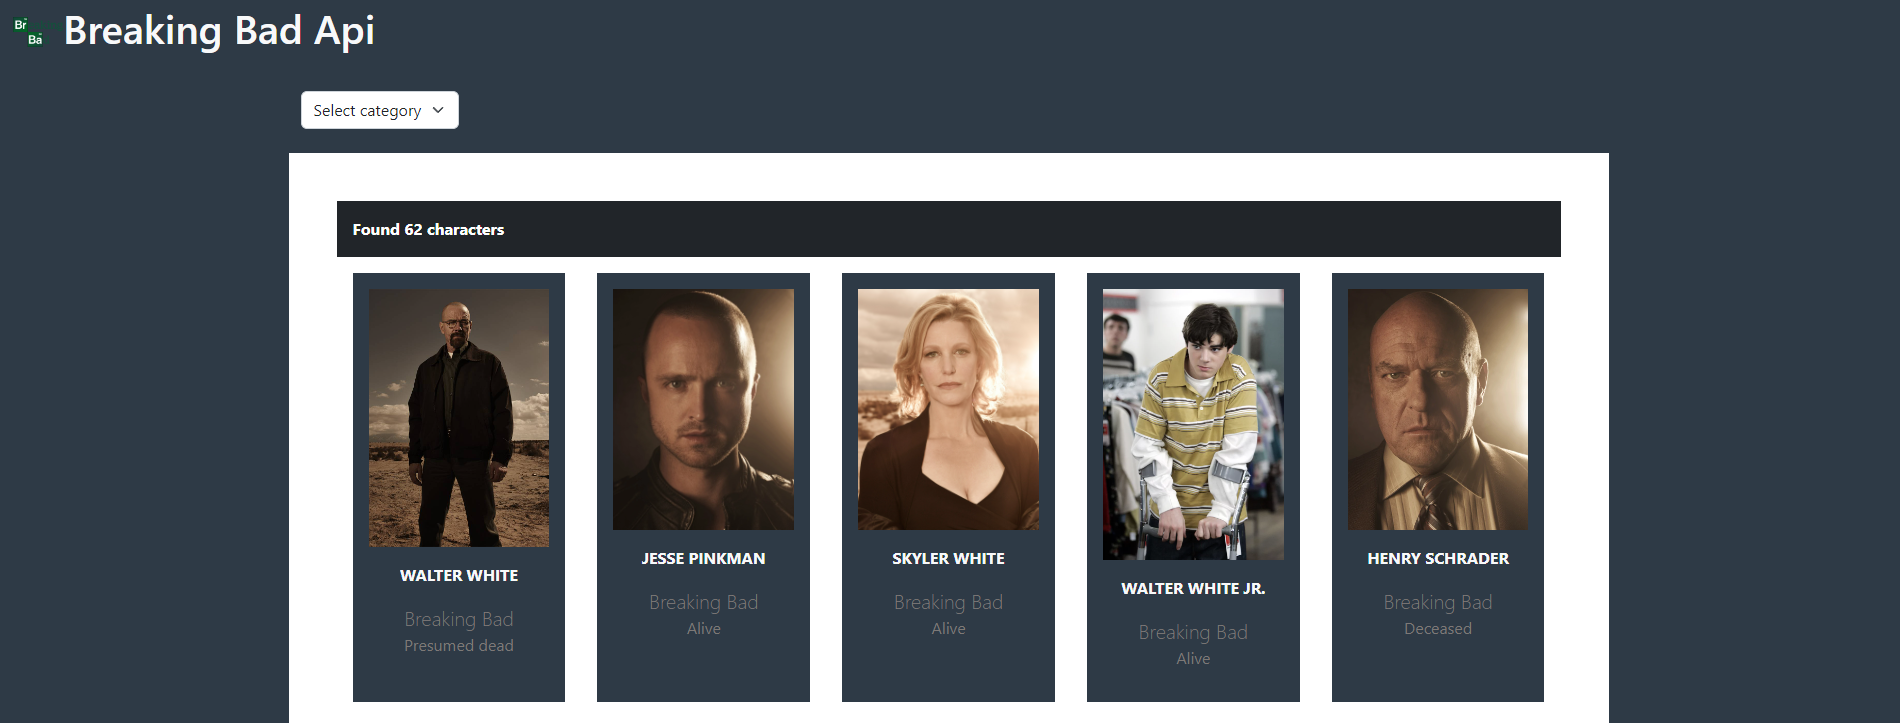 Br
Ba
Breaking Bad Api
Select category
Found 62 characters
WALTER WHITE
Breaking Bad
Presumed dead
JESSE PINKMAN
Breaking Bad
Alive
SKYLER WHITE
Breaking Bad
Alive
WALTER WHITE JR.
Breaking Bad
Alive
HENRY SCHRADER
Breaking Bad
Deceased